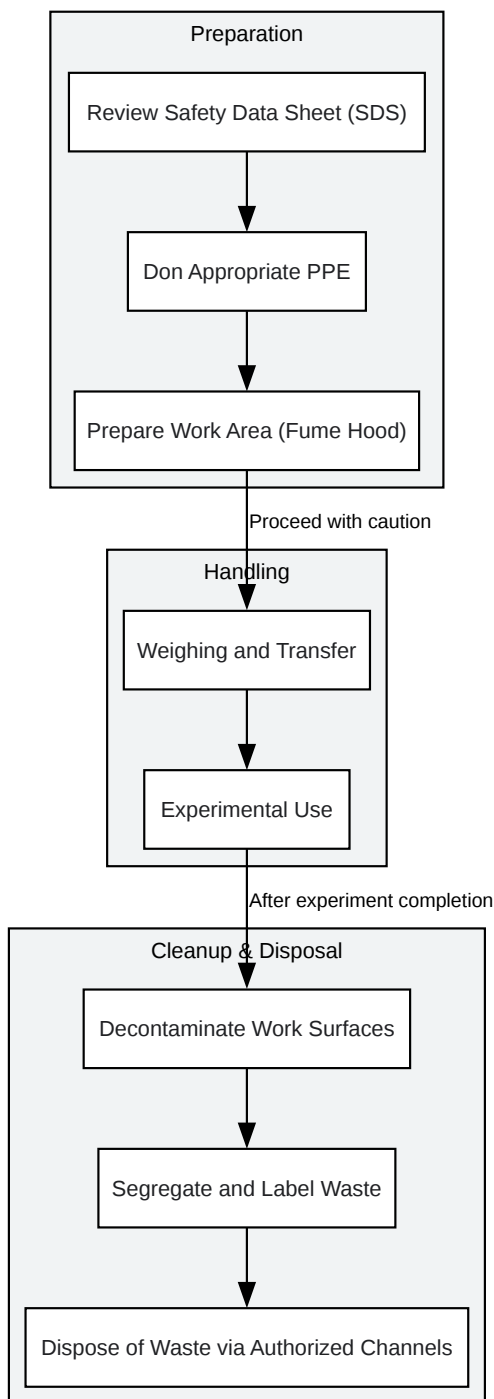 Preparation
Review Safety Data Sheet (SDS)
Don Appropriate PPE
Prepare Work Area (Fume Hood)
Proceed with caution
Handling
Weighing and Transfer
Experimental Use
After experiment completion
Cleanup & Disposal
Decontaminate Work Surfaces
Segregate and Label Waste
Dispose of Waste via Authorized Channels